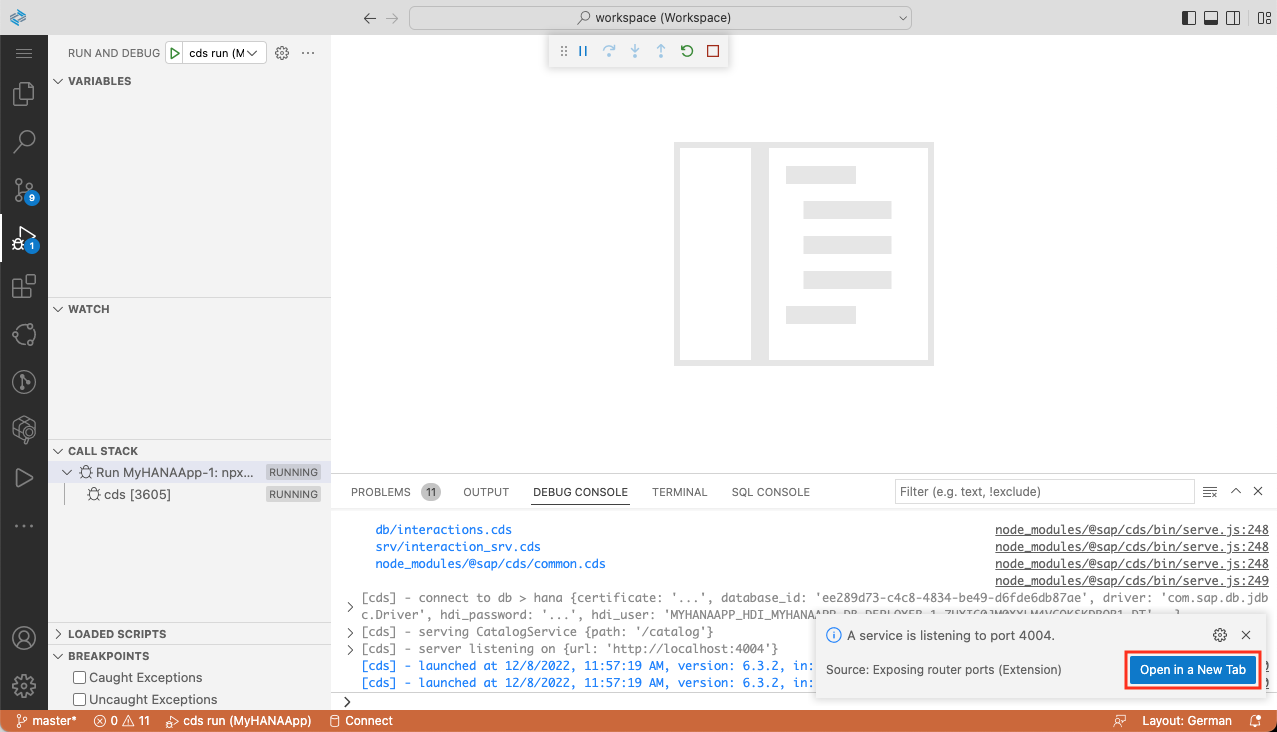 workspace (Workspace)
RUN AND DEBUG
cds run (M
VARIABLES
9
1
WATCH
CALL STACK
Run MyHANAApp-1: npx...
RUNNING
cds [3605]
RUNNING
LOADED SCRIPTS
BREAKPOINTS
Caught Exceptions
Uncaught Exceptions
PROBLEMS 11 OUTPUT DEBUG CONSOLE TERMINAL SQL CONSOLE Filter (e.g. text, !exclude)
db/interactions.cds node_modules/@sap/cds/bin/serve.js:248
srv/interaction_srv.cds node_modules/@sap/cds/bin/serve.js:248
node_modules/@sap/cds/common.cds node_modules/@sap/cds/bin/serve.js:248
node_modules/@sap/cds/bin/serve.js:249
[cds] - connect to db > hana {certificate: '...', database_id: 'ee289d73-c4c8-4834-be49-d6fde6db87ae', driver: 'com.sap.db.jdb
c.Driver', hdi_password: '...', hdi_user:
[cds] - serving CatalogService {path: '/catalog'}
[cds] - server listening on {url: 'http://localhost:4004'}
[cds] - launched at 12/8/2022, 11:57:19 AM, version: 6.3.2, in:
[cds] - launched at 12/8/2022, 11:57:19 AM, version: 6.3.2, in:
A service is listening to port 4004.
Source: Exposing router ports (Extension)
Open in a New Tab
master* 0 11 cds run (MyHANAApp) Connect Layout: German